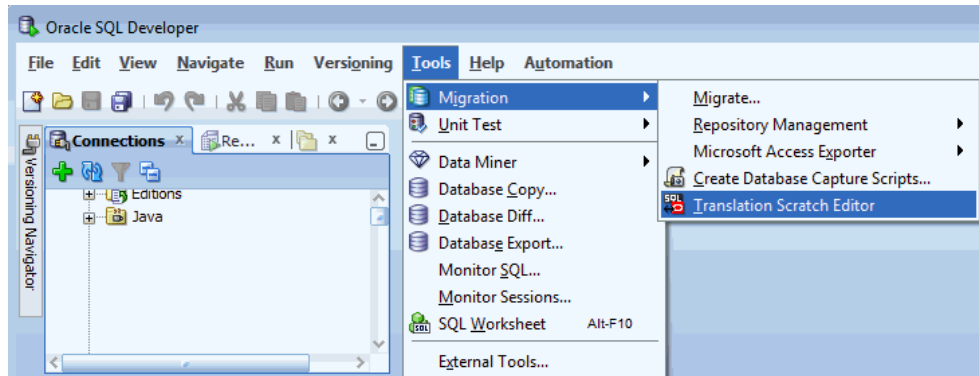 Oracle SQL Developer
File Edit View Navigate Run Versioning Tools Help Automation
Migration
Unit Test
Data Miner
Database Copy...
Database Diff...
Database Export...
Monitor SQL...
Monitor Sessions...
SQL Worksheet Alt-F10
External Tools...
Migrate...
Repository Management
Microsoft Access Exporter
Create Database Capture Scripts...
SQL Translation Scratch Editor
Connections x Re... x x
Editions
Java
Versioning Navigator